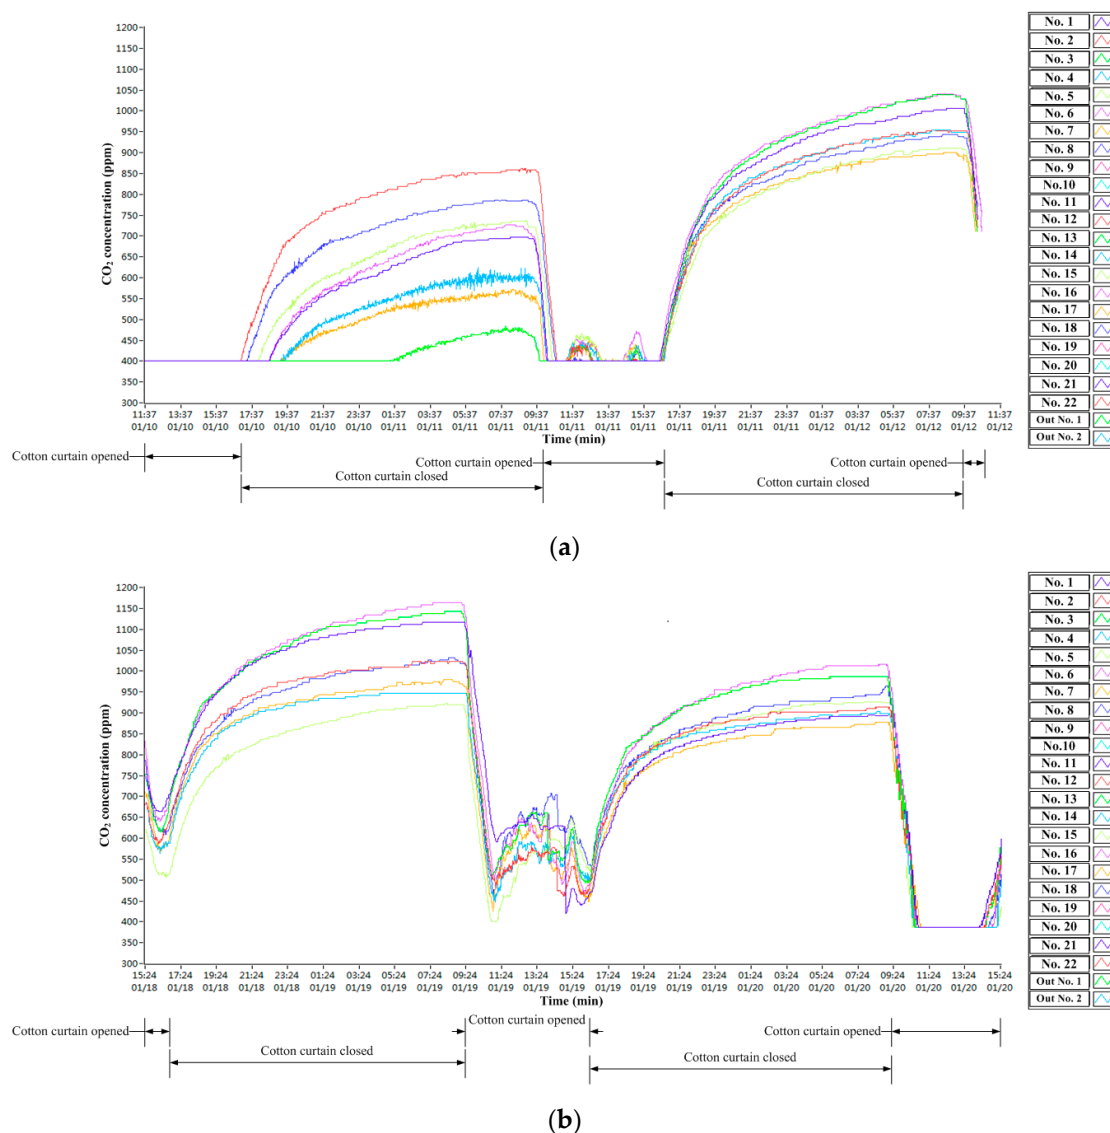 1200
1150
1100
1050
1000
950
900
850
800
750
700
650
600
550
500
450
400
350
300
CO2 concentration (ppm)
11:37 13:37 15:37 17:37 19:37 21:37 23:37 01:37 03:37 05:37 07:37 09:37 11:37 13:37 15:37 17:37 19:37 21:37 23:37 01:37 03:37 05:37 07:37 09:37 11:37
01/10 01/10 01/10 01/10 01/10 01/10 01/10 01/11 01/11 01/11 01/11 01/11 01/11 01/11 01/11 01/11 01/11 01/11 01/11 01/12 01/12 01/12 01/12 01/12 01/12
Time (min)
Cotton curtain opened
Cotton curtain opened
Cotton curtain opened
Cotton curtain closed
Cotton curtain closed
No. 1
No. 2
No. 3
No. 4
No. 5
No. 6
No. 7
No. 8
No. 9
No.10
No. 11
No. 12
No. 13
No. 14
No. 15
No. 16
No. 17
No. 18
No. 19
No. 20
No. 21
No. 22
Out No. 1
Out No. 2
(a)
1200
1150
1100
1050
1000
950
900
850
800
750
700
650
600
550
500
450
400
350
300
CO2 concentration (ppm)
15:24 17:24 19:24 21:24 23:24 01:24 03:24 05:24 07:24 09:24 11:24 13:24 15:24 17:24 19:24 21:24 23:24 01:24 03:24 05:24 07:24 09:24 11:24 13:24 15:24
01/18 01/18 01/18 01/18 01/18 01/19 01/19 01/19 01/19 01/19 01/19 01/19 01/19 01/19 01/19 01/19 01/19 01/20 01/20 01/20 01/20 01/20 01/20 01/20 01/20
Time (min)
Cotton curtain opened
Cotton curtain opened
Cotton curtain opened
Cotton curtain closed
Cotton curtain closed
No. 1
No. 2
No. 3
No. 4
No. 5
No. 6
No. 7
No. 8
No. 9
No.10
No. 11
No. 12
No. 13
No. 14
No. 15
No. 16
No. 17
No. 18
No. 19
No. 20
No. 21
No. 22
Out No. 1
Out No. 2
(b)